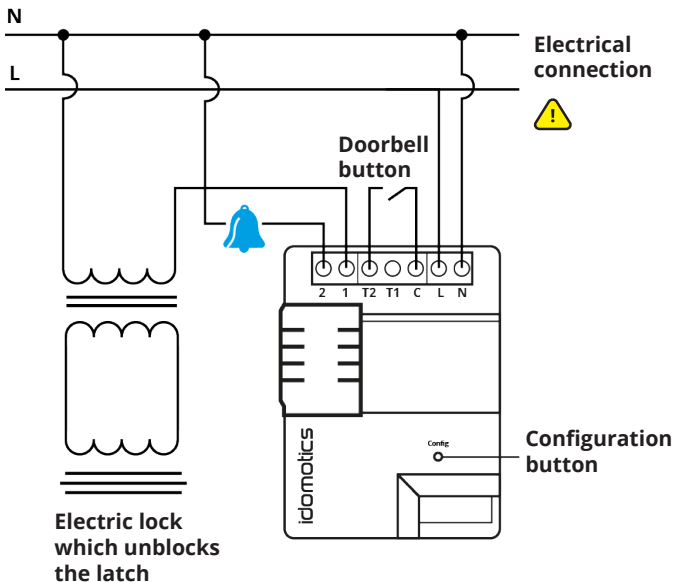 N
L
Electrical
connection
!
Doorbell
button
2 1 T2 T1 C L N
Config
idomotics
Configuration
button
Electric lock
which unblocks
the latch